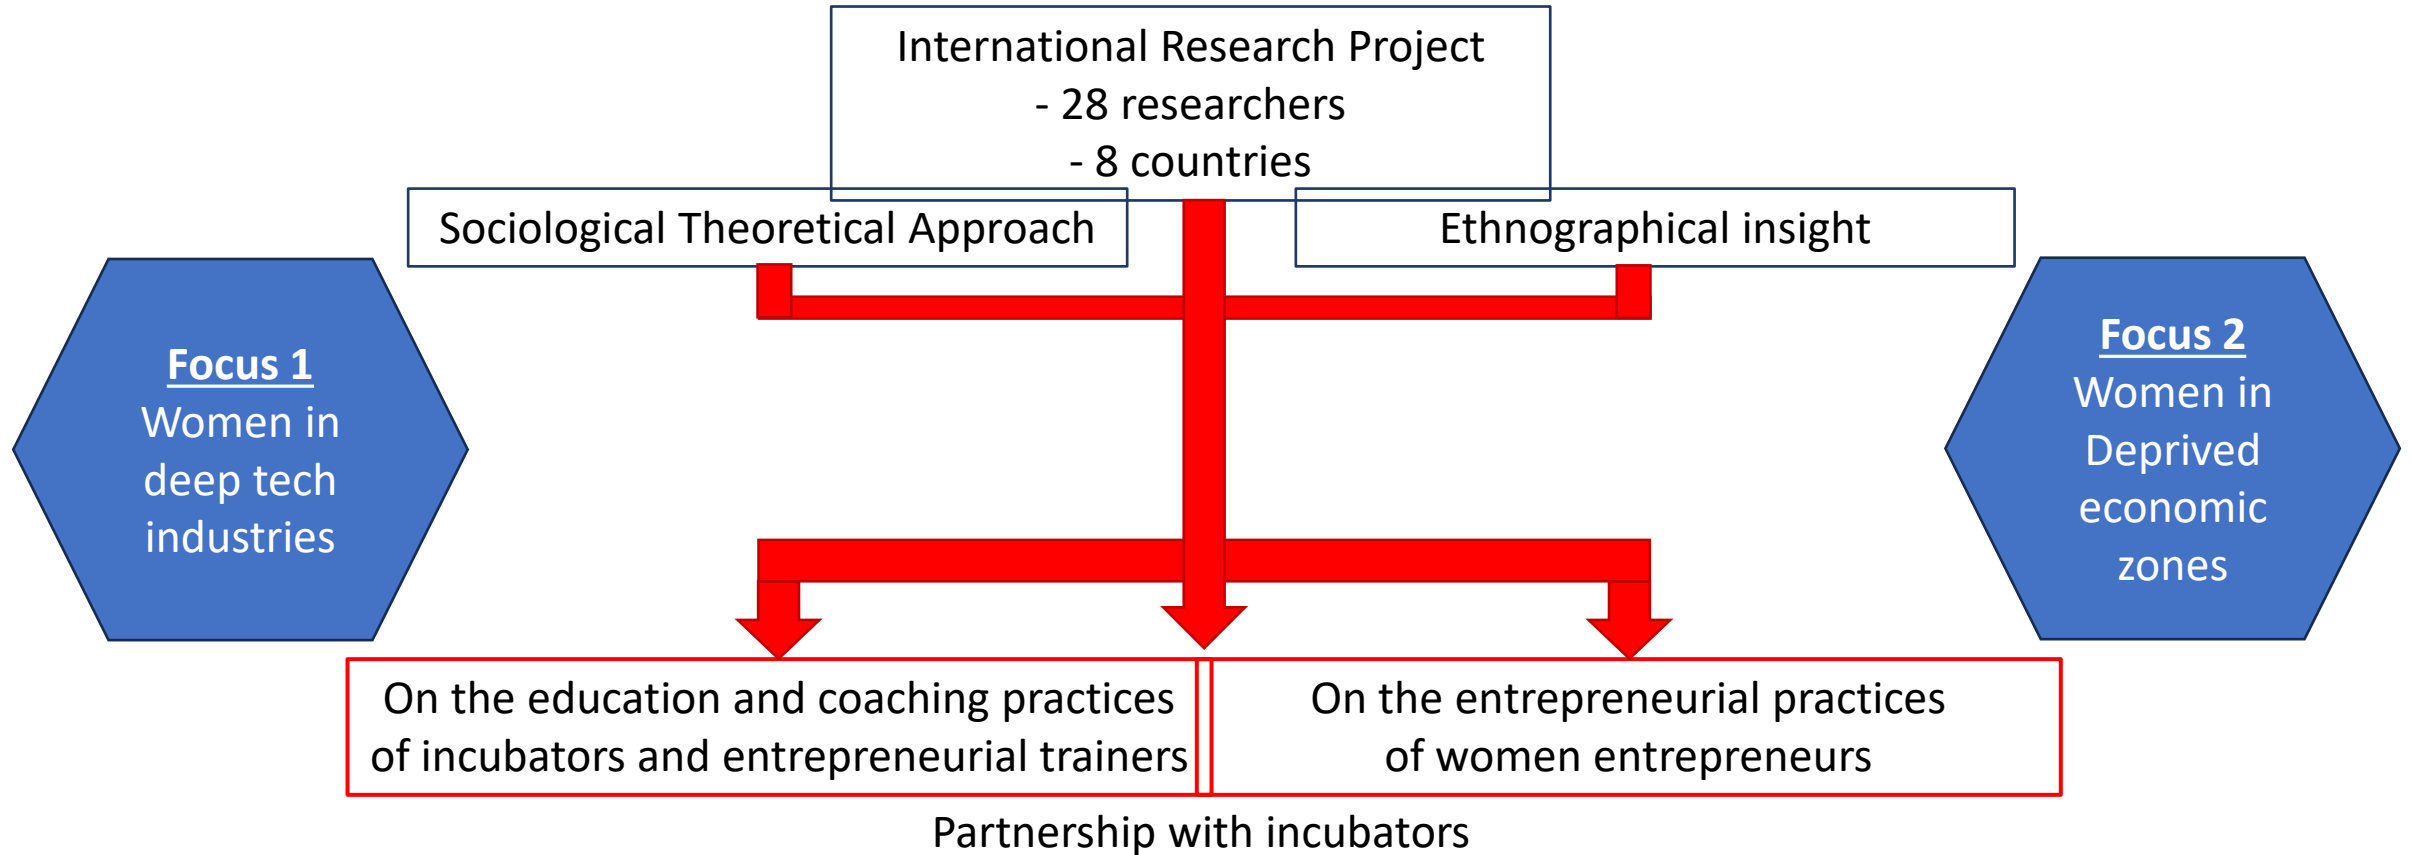 International Research Project
- 28 researchers
- 8 countries
Sociological Theoretical Approach
Ethnographical insight
Focus 1
Women in
deep tech
industries
Focus 2
Women in
Deprived
economic
zones
On the education and coaching practices
of incubators and entrepreneurial trainers
On the entrepreneurial practices
of women entrepreneurs
Partnership with incubators